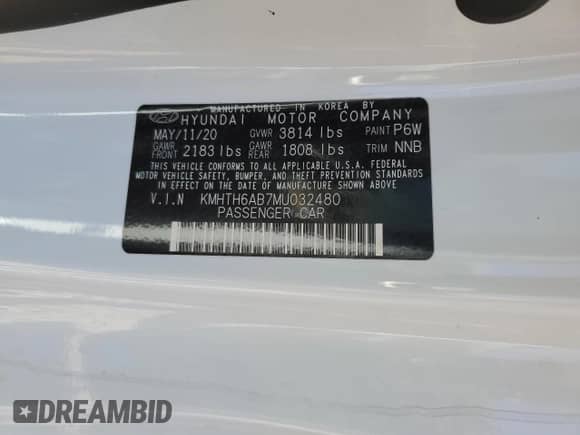 MANUFACTURED IN KOREA BY
HYUNDAI MOTOR COMPANY
MAY/11/20 GVWR 3814 lbs PAINT P6W
GAWR FRONT 2183 lbs GAWR REAR 1808 lbs TRIM NNB
THIS VEHICLE CONFORMS TO ALL APPLICABLE U.S.A. FEDERAL
MOTOR VEHICLE SAFETY, BUMPER, AND THEFT PREVENTION STANDARDS
IN EFFECT ON THE DATE OF MANUFACTURE SHOWN ABOVE.
V.I.N KMHTH6AB7MU032480
PASSENGER CAR
DREAMBID